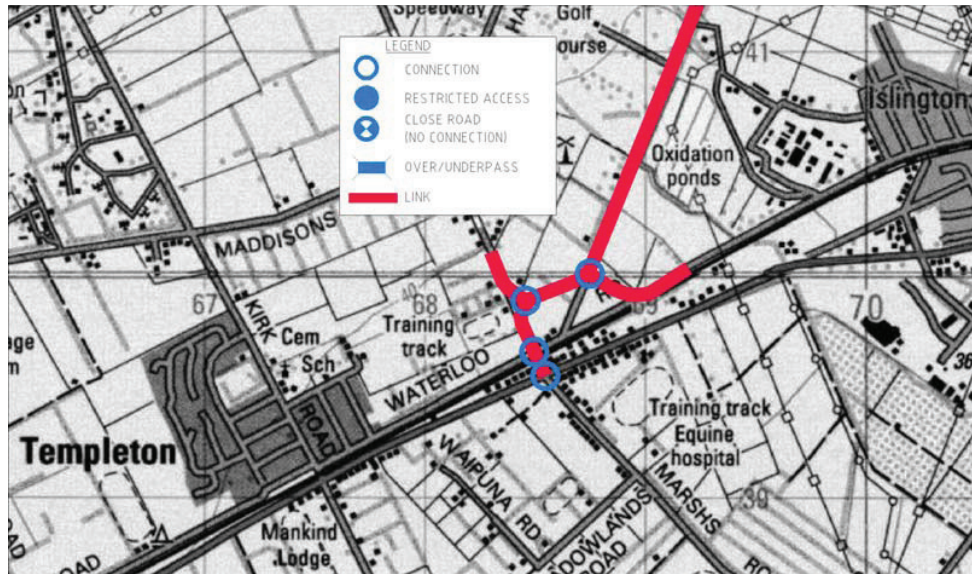 Speedway
Golf
ourse
41
Islington
LEGEND
CONNECTION
RESTRICTED ACCESS
CLOSE ROAD
(NO CONNECTION)
OVER/UNDERPASS
LINK
Oxidation
ponds
MADDISONS
67
68
69
70
40
KIRK
ROAD
Cem
Sch
Training
track
WATERLOO
Templeton
Training track
Equine
hospital
WAIPUNA
RD
MARSHS
39
Mankind
Lodge
ROAD
ROAD